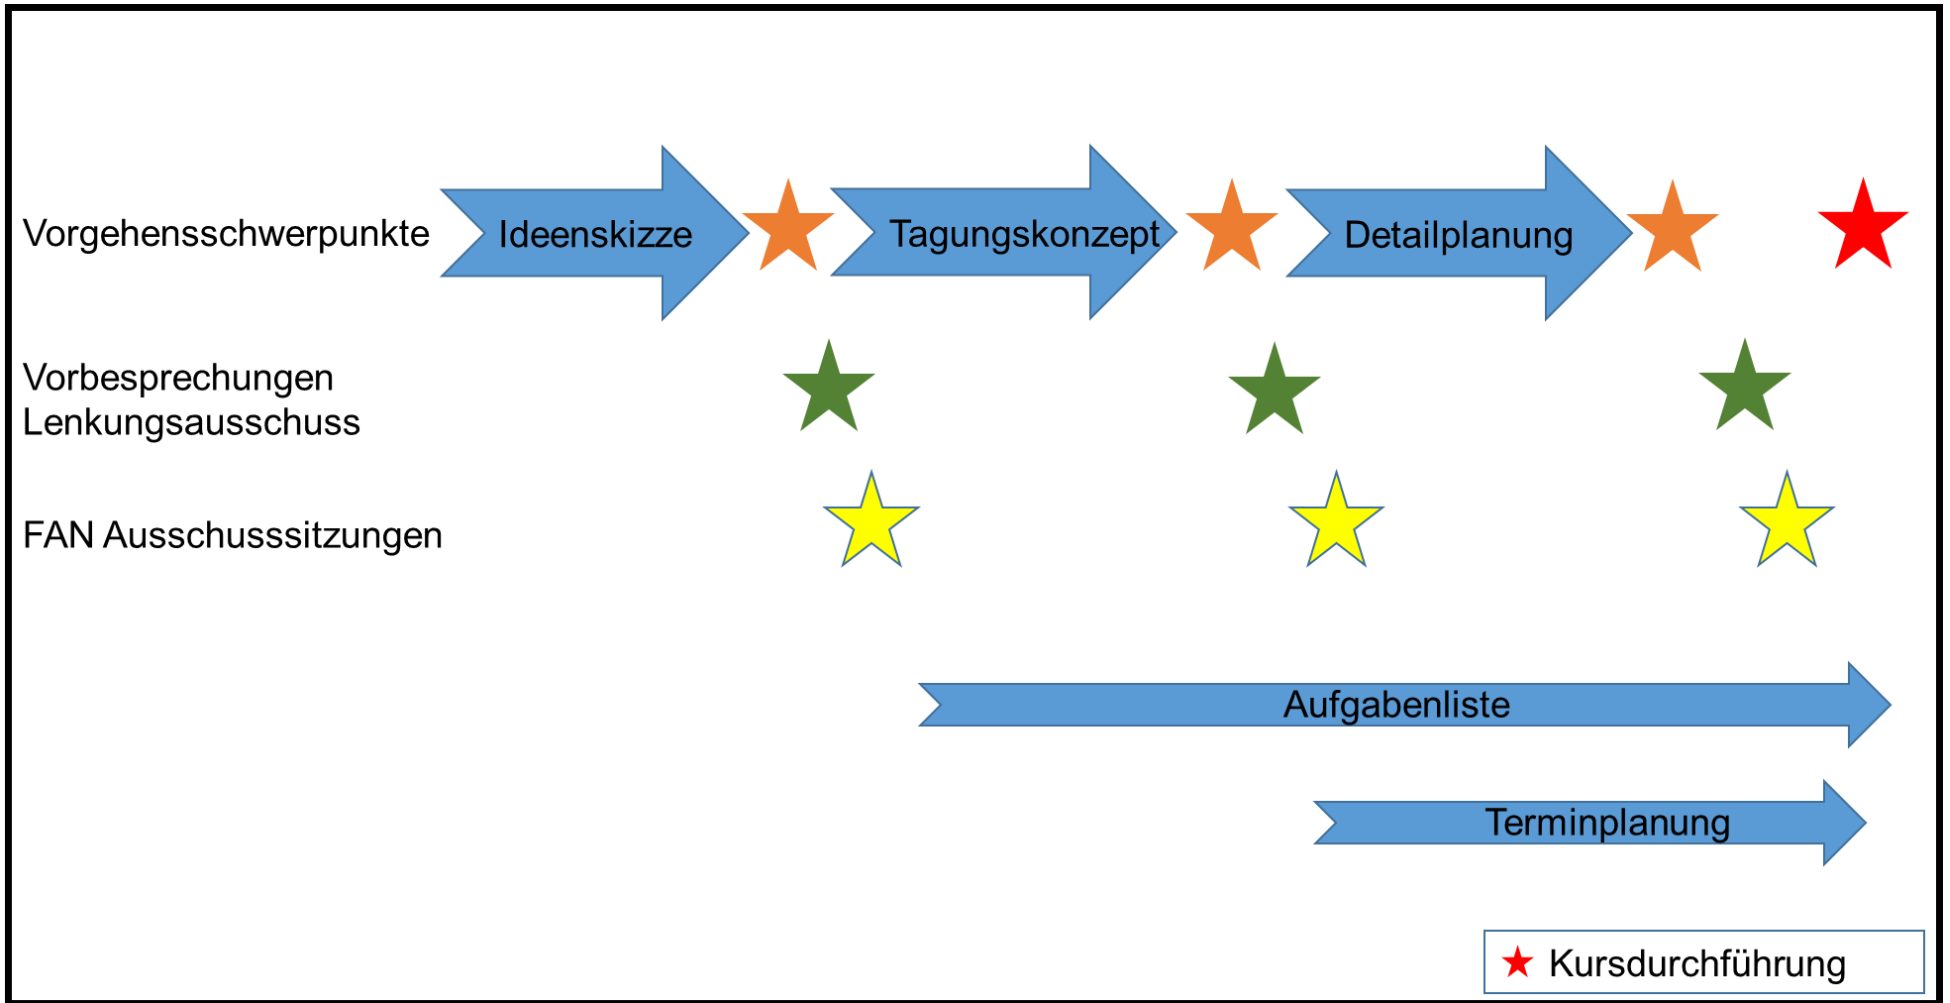 Vorgehensschwerpunkte
Ideenskizze
Tagungskonzept
Detailplanung
Vorbesprechungen
Lenkungsausschuss
FAN Ausschusssitzungen
Aufgabenliste
Terminplanung
Kursdurchführung